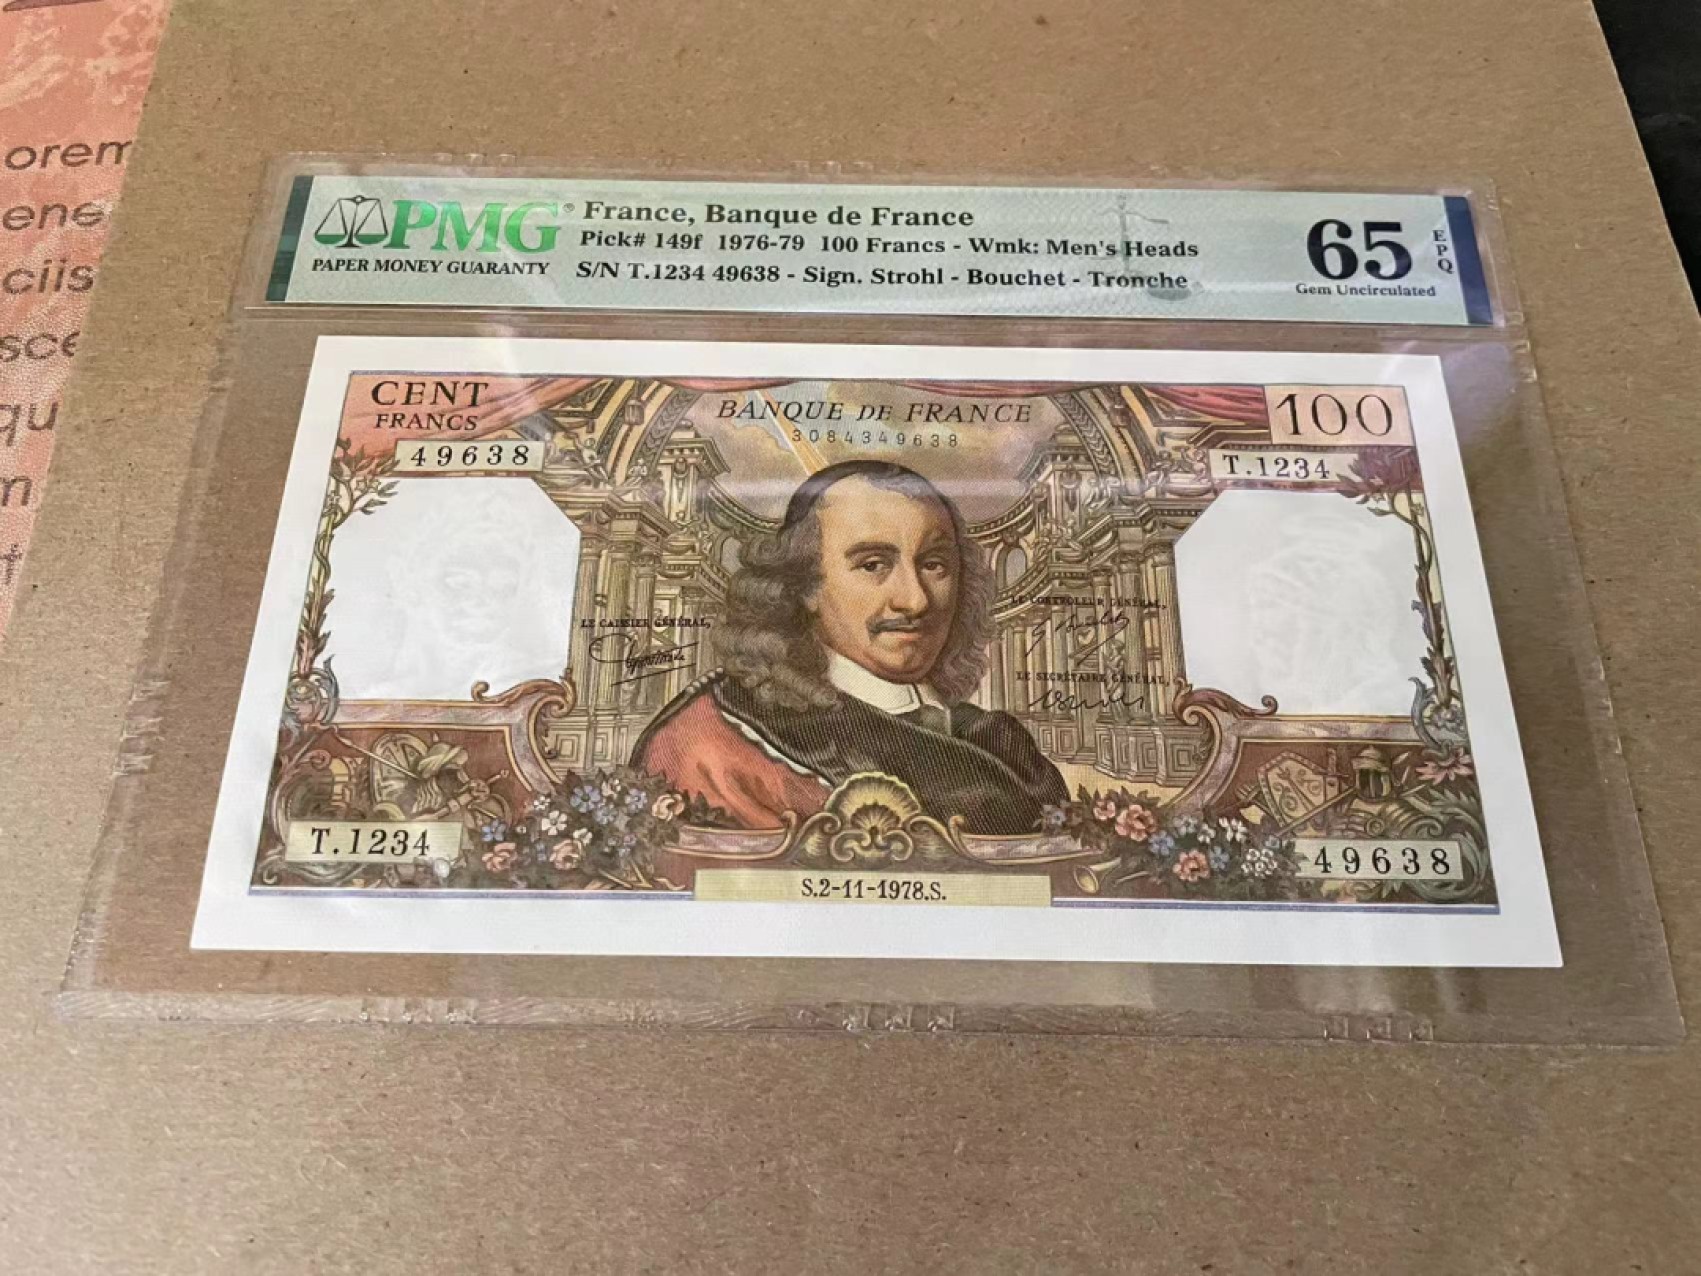 orem
ene
ciis
sce
qu
m
PMG®
PAPER MONEY GUARANTY
France, Banque de France
Pick# 149f 1976-79 100 Francs - Wmk: Men's Heads
S/N T.1234 49638 - Sign. Strohl - Bouchet - Tronche
65 EPQ
Gem Uncirculated
CENT
FRANCS
49638
BANQUE DE FRANCE
3084349638
100
T.1234
LE CAISSIER GÉNÉRAL,
LE CONTROLEUR GÉNÉRAL,
LE SECRÉTAIRE GÉNÉRAL,
T.1234
49638
S.2-11-1978.S.